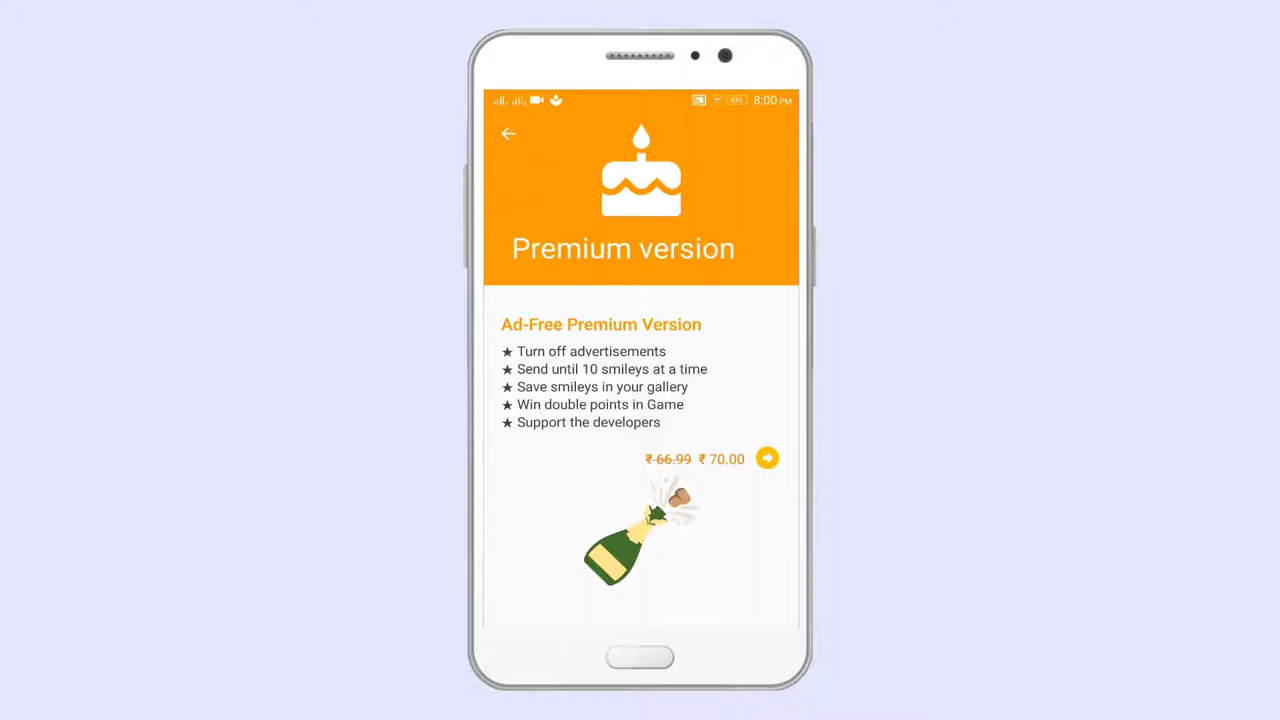 8:00 PM
Premium version
Ad-Free Premium Version
★ Turn off advertisements
★ Send until 10 smileys at a time
★ Save smileys in your gallery
★ Win double points in Game
★ Support the developers
₹ 66.99 ₹ 70.00